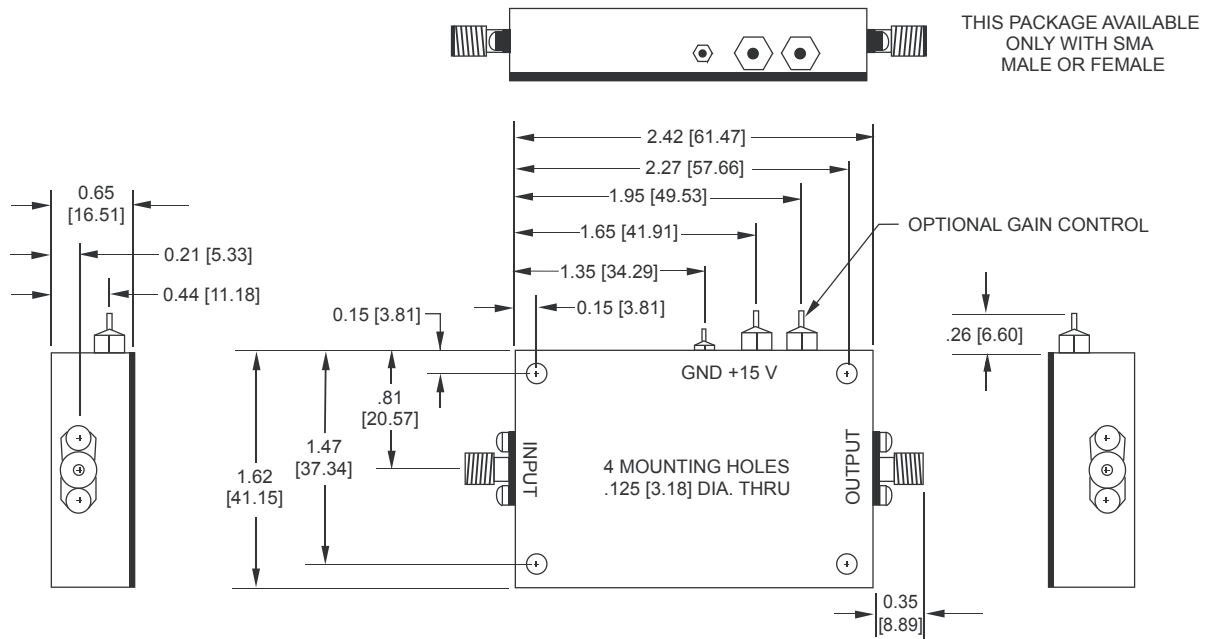 THIS PACKAGE AVAILABLE
ONLY WITH SMA
MALE OR FEMALE
2.42 [61.47]
2.27 [57.66]
1.95 [49.53]
1.65 [41.91]
1.35 [34.29]
0.15 [3.81]
OPTIONAL GAIN CONTROL
0.65
[16.51]
0.21 [5.33]
0.44 [11.18]
0.15 [3.81]
.26 [6.60]
GND +15 V
.81
[20.57]
1.47
[37.34]
1.62
[41.15]
INPUT
4 MOUNTING HOLES
.125 [3.18] DIA. THRU
OUTPUT
0.35
[8.89]